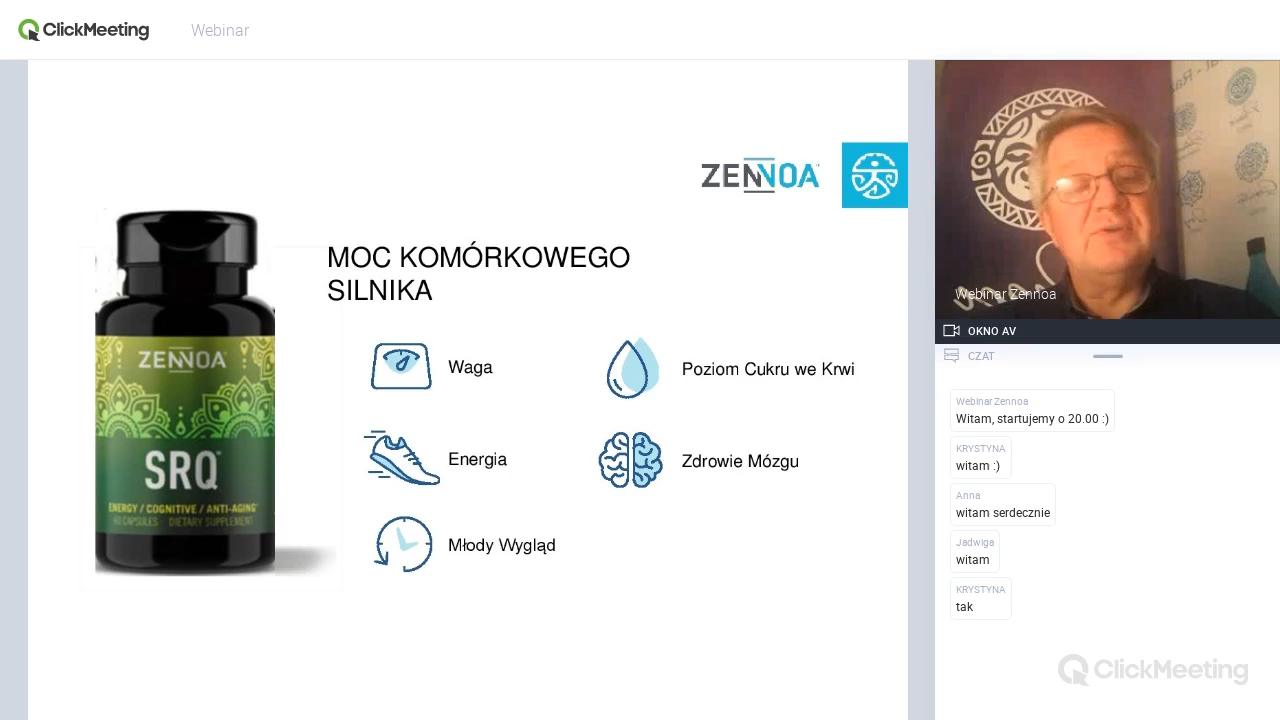 ClickMeeting
Webinar
ZENNOA
MOC KOMÓRKOWEGO
SILNIKA
Waga
Poziom Cukru we Krwi
Energia
Zdrowie Mózgu
Młody Wygląd
ZENNOA
SRQ
ENERGY / COGNITIVE / ANTI-AGING
60 CAPSULES DIETARY SUPPLEMENT
Webinar Zennoa
OKNO AV
CZAT
Webinar Zennoa
Witam, startujemy o 20.00 :)
KRYSTYNA
witam :)
Anna
witam serdecznie
Jadwiga
witam
KRYSTYNA
tak
ClickMeeting